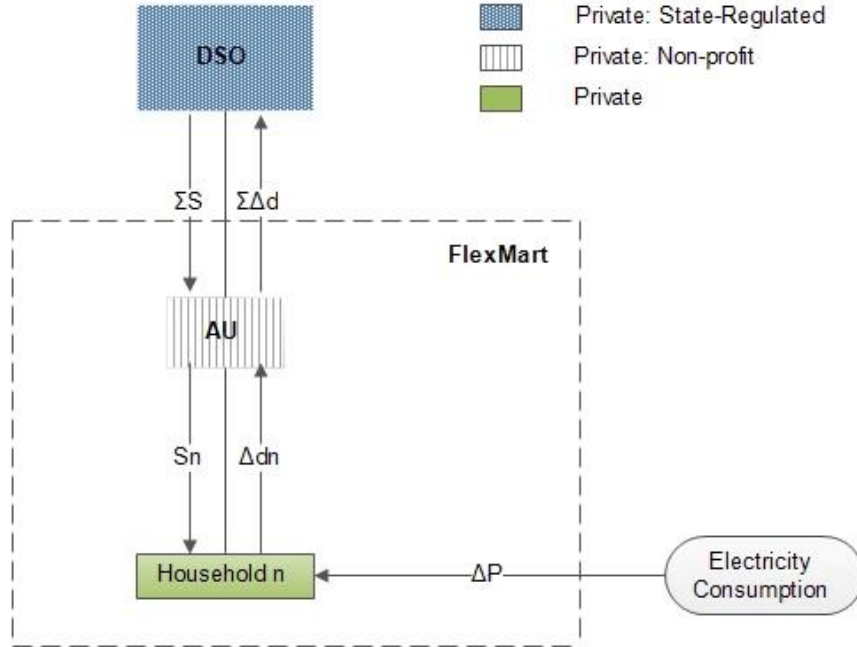 DSO
Private: State-Regulated
Private: Non-profit
Private
ΣS
ΣΔd
FlexMart
AU
Sn
Δdn
Household n
ΔP
Electricity
Consumption